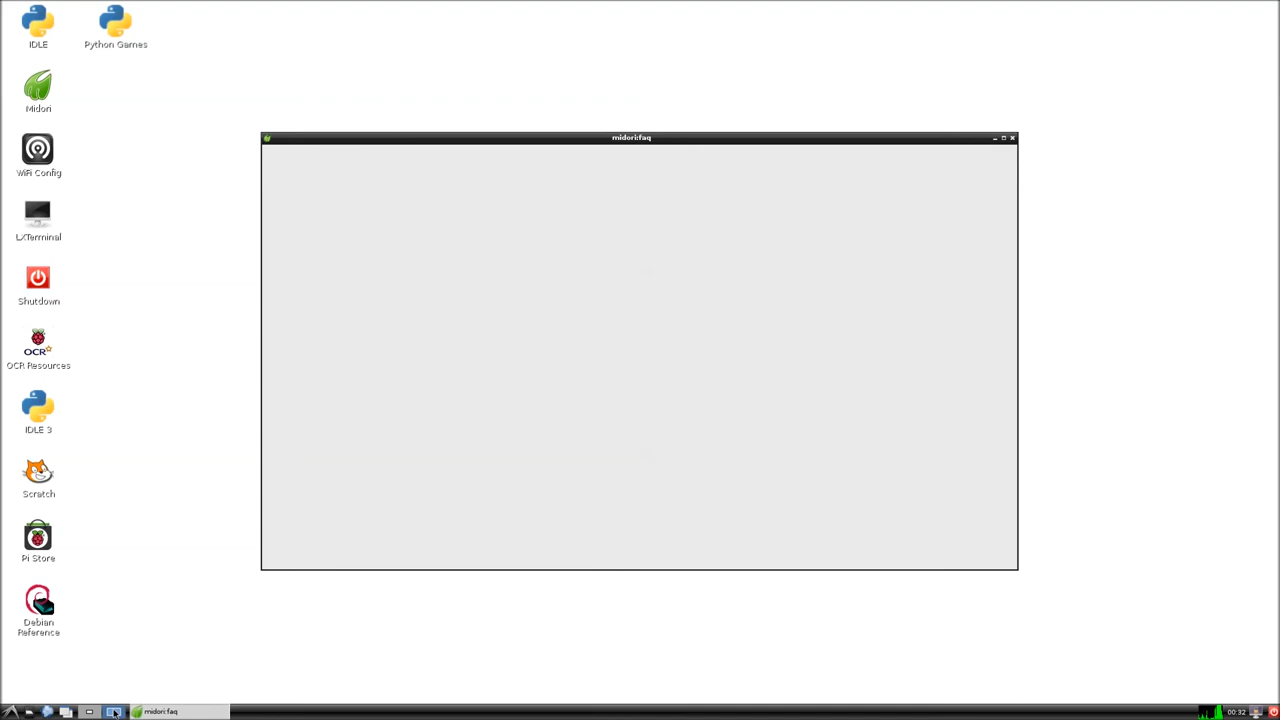 IDLE
Python Games
Midori
midori:faq
WiFi Config
LXTerminal
Shutdown
OCR
OCR Resources
IDLE 3
Scratch
Pi Store
Debian
Reference
midori:faq
00:32